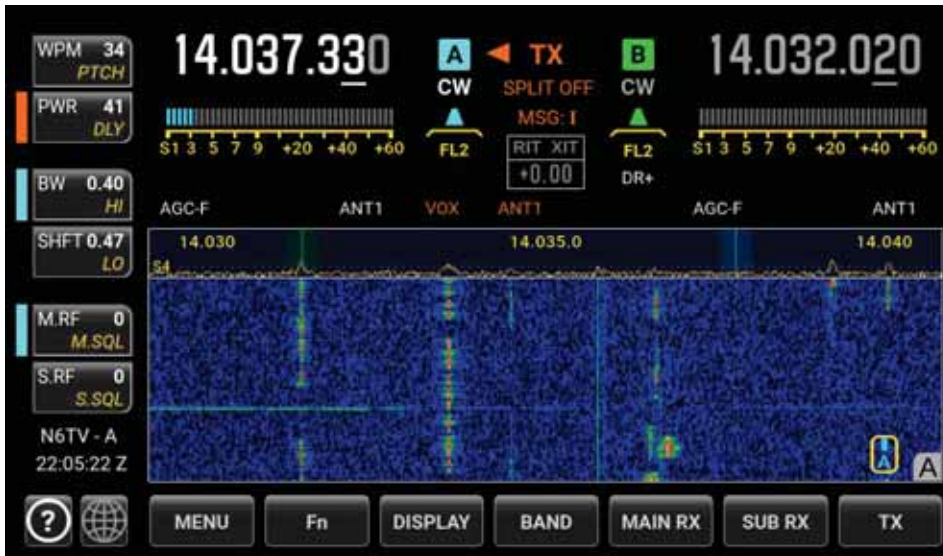 WPM 34
PTCH
PWR 41
DLY
BW 0.40
HI
SHFT 0.47
LO
M.RF 0
M.SQL
S.RF 0
S.SQL
N6TV - A
22:05:22 Z
14.037.330
A TX B
CW SPLIT OFF CW
MSG: I
14.032.020
S1 3 5 7 9 +20 +40 +60
FL2
RIT XIT
+0.00
FL2
DR+
S1 3 5 7 9 +20 +40 +60
AGC-F ANT1 VOX ANT1 AGC-F ANT1
14.030 14.035.0 14.040
S4
A
A
? MENU Fn DISPLAY BAND MAIN RX SUB RX TX